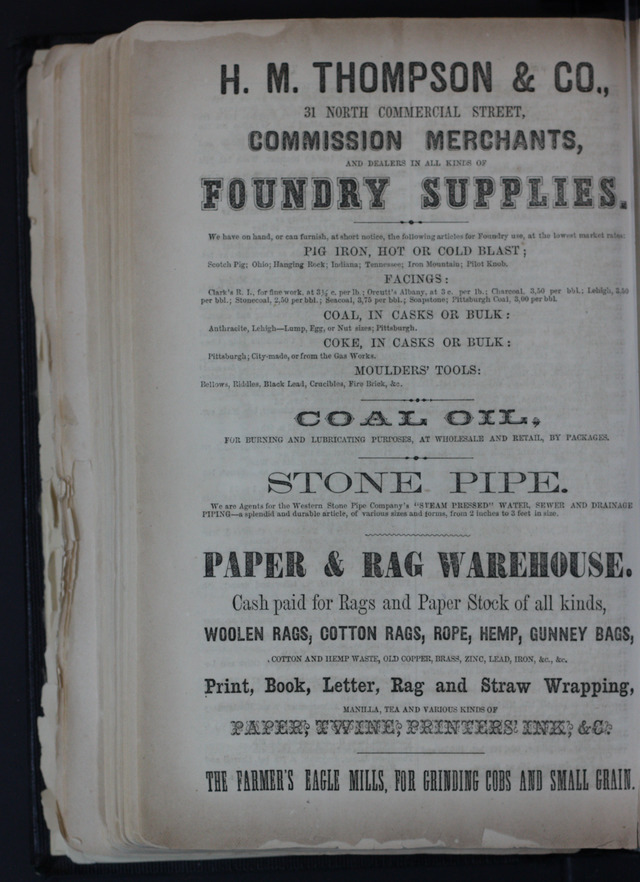 H. M. THOMPSON & CO.,
31 NORTH COMMERCIAL STREET,
COMMISSION MERCHANTS,
AND DEALERS IN ALL KINDS OF
FOUNDRY SUPPLIES.
We have on hand, or can furnish, at short notice, the following articles for Foundry use, at the lowest market rates:
PIG IRON, HOT OR COLD BLAST;
Scotch Pig; Ohio; Hanging Rock; Indiana; Tennessee; Iron Mountain; Pilot Knob.
FACINGS:
Clark's R. I., for fine work, at 3½ c. per lb.; Orcutt's Albany, at 3 c. per lb.; Charcoal, 3,50 per bbl.; Lehigh, 3,50
per bbl.; Stonecoal, 2,50 per bbl.; Seacoal, 3,75 per bbl.; Soapstone; Pittsburgh Coal, 3,00 per bbl.
COAL, IN CASKS OR BULK:
Anthracite, Lehigh—Lump, Egg, or Nut sizes; Pittsburgh.
COKE, IN CASKS OR BULK:
Pittsburgh; City-made, or from the Gas Works.
MOULDERS' TOOLS:
Bellows, Riddles, Black Lead, Crucibles, Fire Brick, &c.
COAL OIL,
FOR BURNING AND LUBRICATING PURPOSES, AT WHOLESALE AND RETAIL, BY PACKAGES.
STONE PIPE.
We are Agents for the Western Stone Pipe Company's "STEAM PRESSED" WATER, SEWER AND DRAINAGE
PIPING—a splendid and durable article, of various sizes and forms, from 2 inches to 3 feet in size.
PAPER & RAG WAREHOUSE.
Cash paid for Rags and Paper Stock of all kinds,
WOOLEN RAGS, COTTON RAGS, ROPE, HEMP, GUNNEY BAGS,
COTTON AND HEMP WASTE, OLD COPPER, BRASS, ZINC, LEAD, IRON, &c., &c.
Print, Book, Letter, Rag and Straw Wrapping,
MANILLA, TEA AND VARIOUS KINDS OF
PAPER, TWINE, PRINTERS' INK, &C.
THE FARMER'S EAGLE MILLS, FOR GRINDING COBS AND SMALL GRAIN.